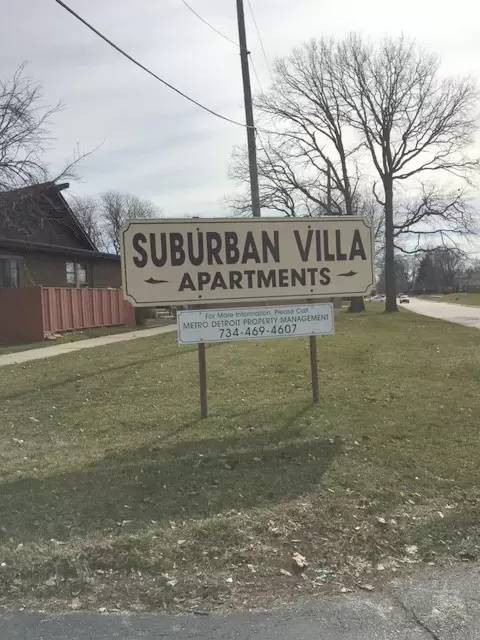 SUBURBAN VILLA
APARTMENTS
For More Information, Please Call
METRO DETROIT PROPERTY MANAGEMENT
734-469-4607